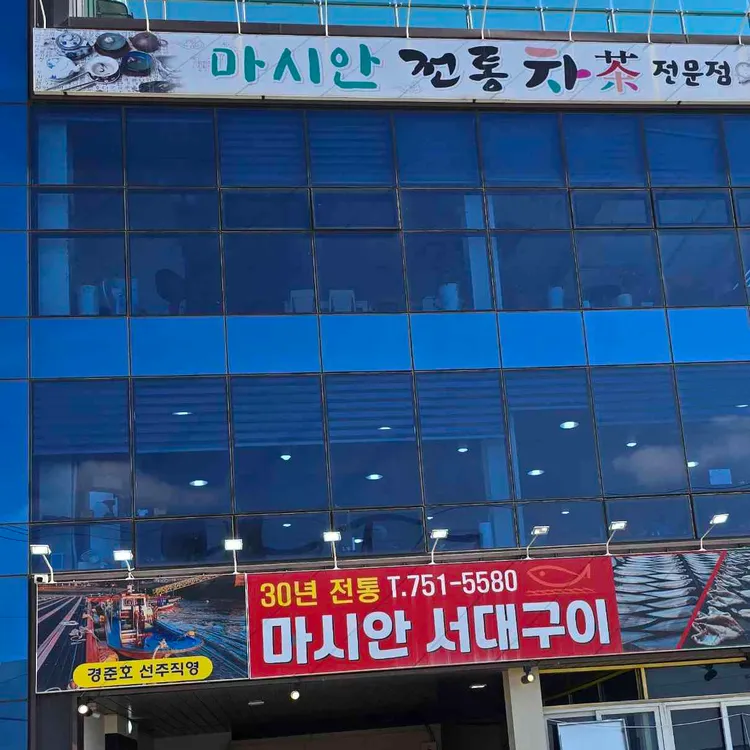 마시안 전통 차茶 전문점
30년 전통 T.751-5580
마시안 서대구이
경준호 선주직영